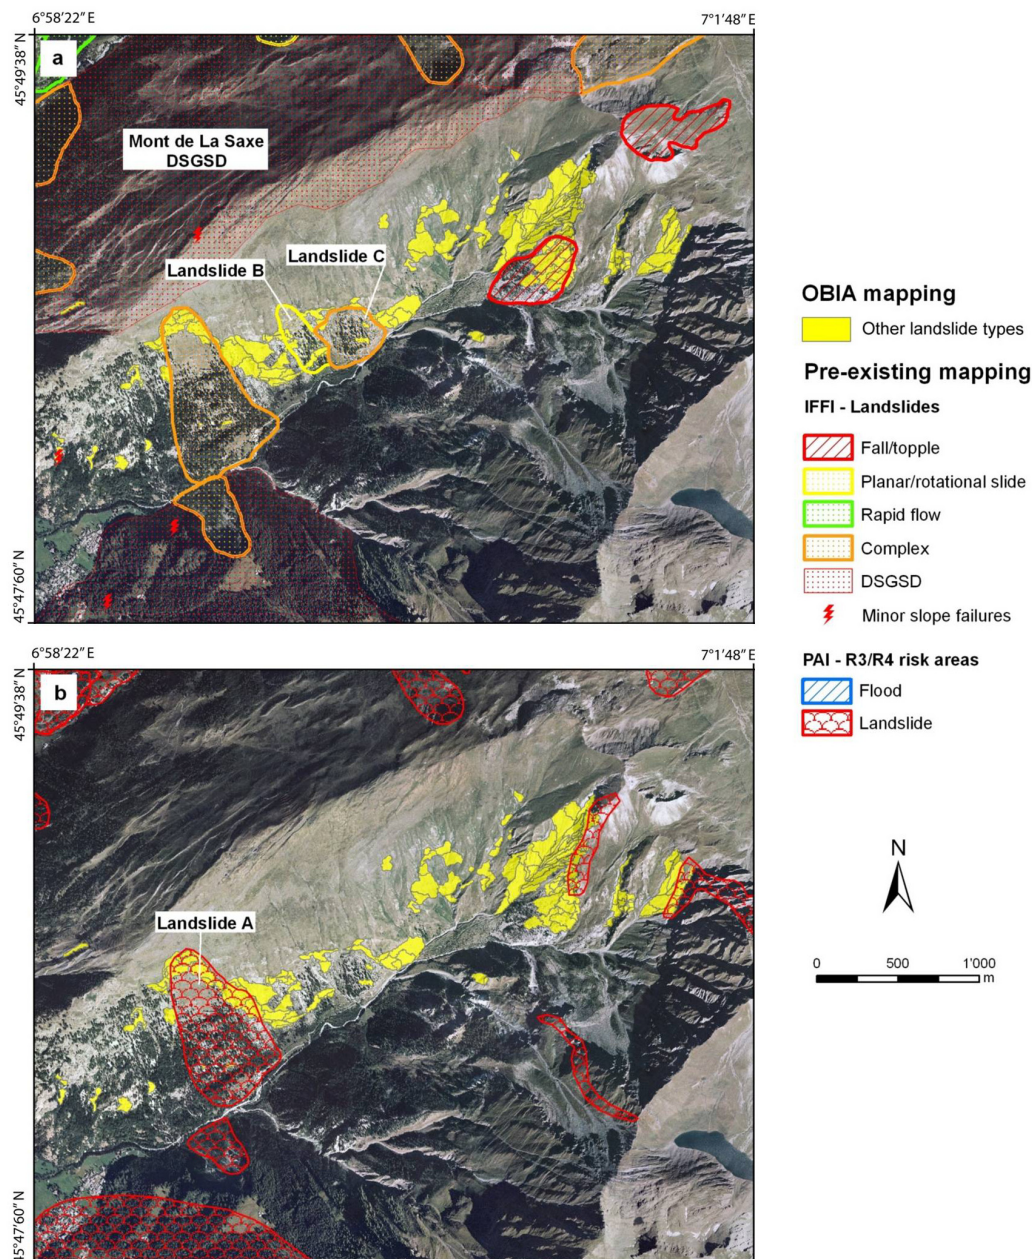 6°58'22" E
7°1'48" E
45°49'38" N
a
Mont de La Saxe
DSGSD
Landslide B
Landslide C
45°47'60" N
6°58'22" E
7°1'48" E
45°49'38" N
b
Landslide A
45°47'60" N
OBIA mapping
Other landslide types
Pre-existing mapping
IFFI - Landslides
Fall/topple
Planar/rotational slide
Rapid flow
Complex
DSGSD
Minor slope failures
PAI - R3/R4 risk areas
Flood
Landslide
N
0 500 1'000
m